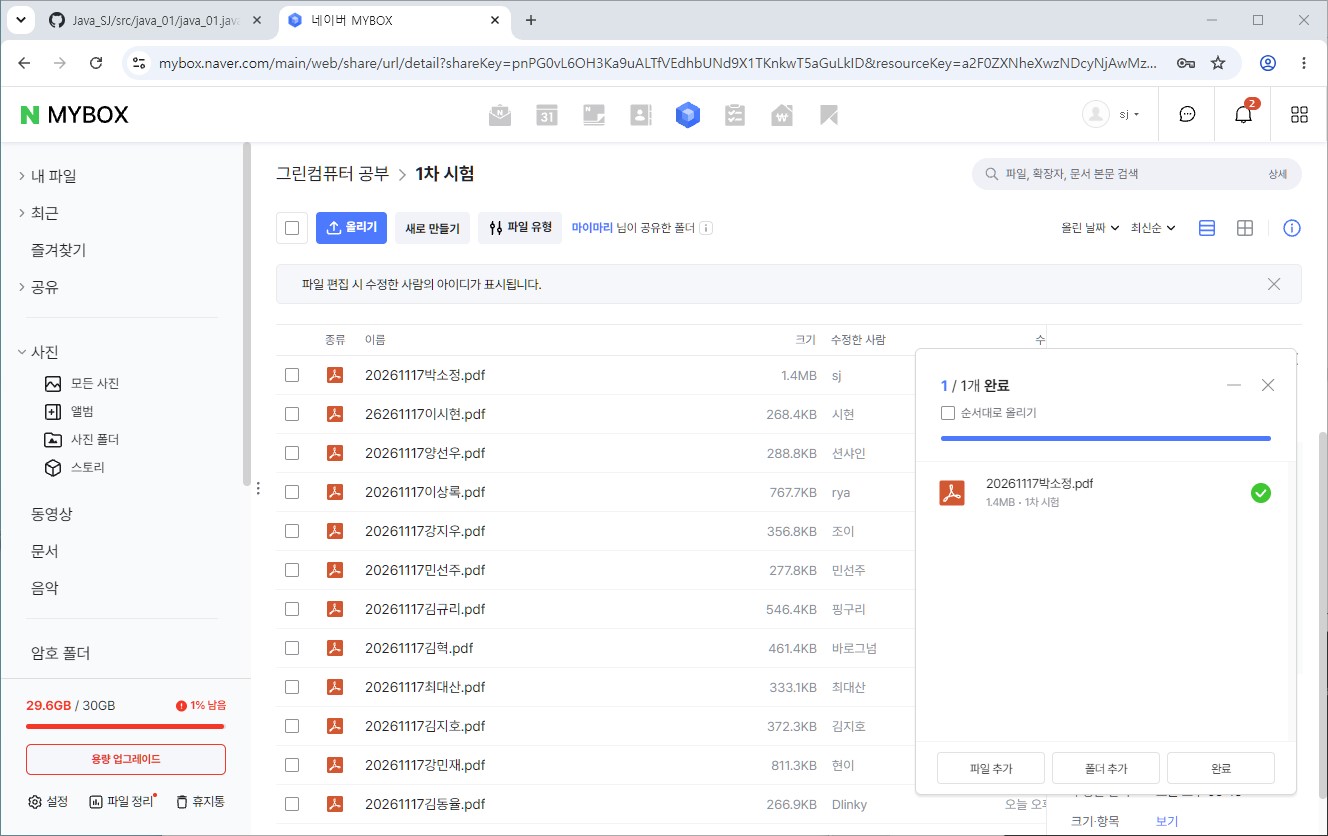 Java_SJ/src/java_01/java_01.java
네이버 MYBOX
mybox.naver.com/main/web/share/url/detail?shareKey=pnPG0vL6OH3Ka9uALTfVEdhbUNd9X1TKnkwT5aGuLkID&resourceKey=a2F0ZXNheXwzNDcyNjAwMz...
N MYBOX
31
W
sj
2
내 파일
최근
즐겨찾기
공유
사진
모든 사진
앨범
사진 폴더
스토리
동영상
문서
음악
암호 폴더
29.6GB / 30GB
1% 남음
용량 업그레이드
설정
파일 정리
휴지통
그린컴퓨터 공부 > 1차 시험
파일, 확장자, 문서 본문 검색
상세
올리기
새로 만들기
파일 유형
마이마리 님이 공유한 폴더
올린 날짜
최신순
파일 편집 시 수정한 사람의 아이디가 표시됩니다.
종류 이름 크기 수정한 사람 수
20261117박소정.pdf 1.4MB sj
26261117이시현.pdf 268.4KB 시현
20261117양선우.pdf 288.8KB 션샤인
20261117이상록.pdf 767.7KB rya
20261117강지우.pdf 356.8KB 조이
20261117민선주.pdf 277.8KB 민선주
20261117김규리.pdf 546.4KB 핑구리
20261117김혁.pdf 461.4KB 바로그넘
20261117최대산.pdf 333.1KB 최대산
20261117김지호.pdf 372.3KB 김지호
20261117강민재.pdf 811.3KB 현이
20261117김동율.pdf 266.9KB Dlinky 오늘 오후
1 / 1개 완료
순서대로 올리기
20261117박소정.pdf
1.4MB · 1차 시험
파일 추가
폴더 추가
완료
크기·항목
보기